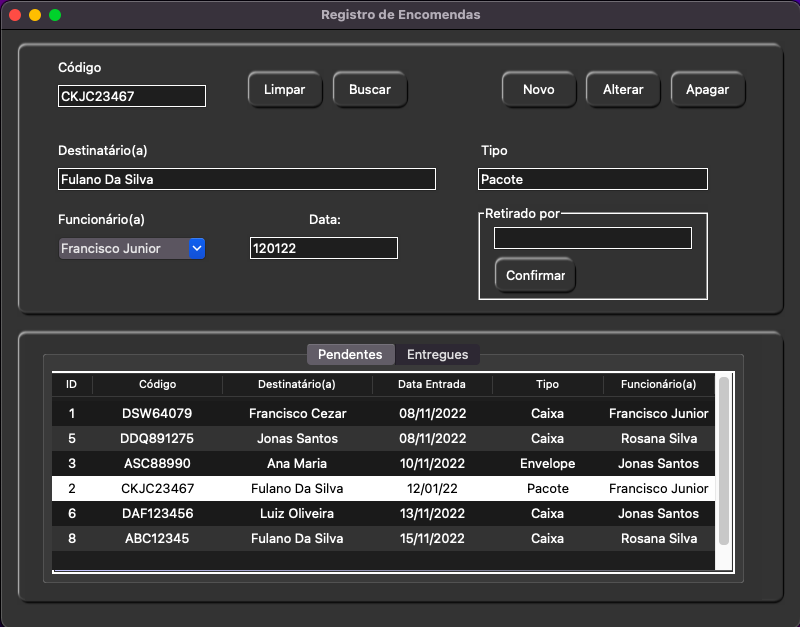 Registro de Encomendas
Código
CKJC23467
Limpar Buscar Novo Alterar Apagar
Destinatário(a) Tipo
Fulano Da Silva Pacote
Funcionário(a) Data: Retirado por
Francisco Junior 120122
Confirmar
Pendentes Entregues
ID Código Destinatário(a) Data Entrada Tipo Funcionário(a)
1 DSW64079 Francisco Cezar 08/11/2022 Caixa Francisco Junior
5 DDQ891275 Jonas Santos 08/11/2022 Caixa Rosana Silva
3 ASC88990 Ana Maria 10/11/2022 Envelope Jonas Santos
2 CKJC23467 Fulano Da Silva 12/01/22 Pacote Francisco Junior
6 DAF123456 Luiz Oliveira 13/11/2022 Caixa Jonas Santos
8 ABC12345 Fulano Da Silva 15/11/2022 Caixa Rosana Silva